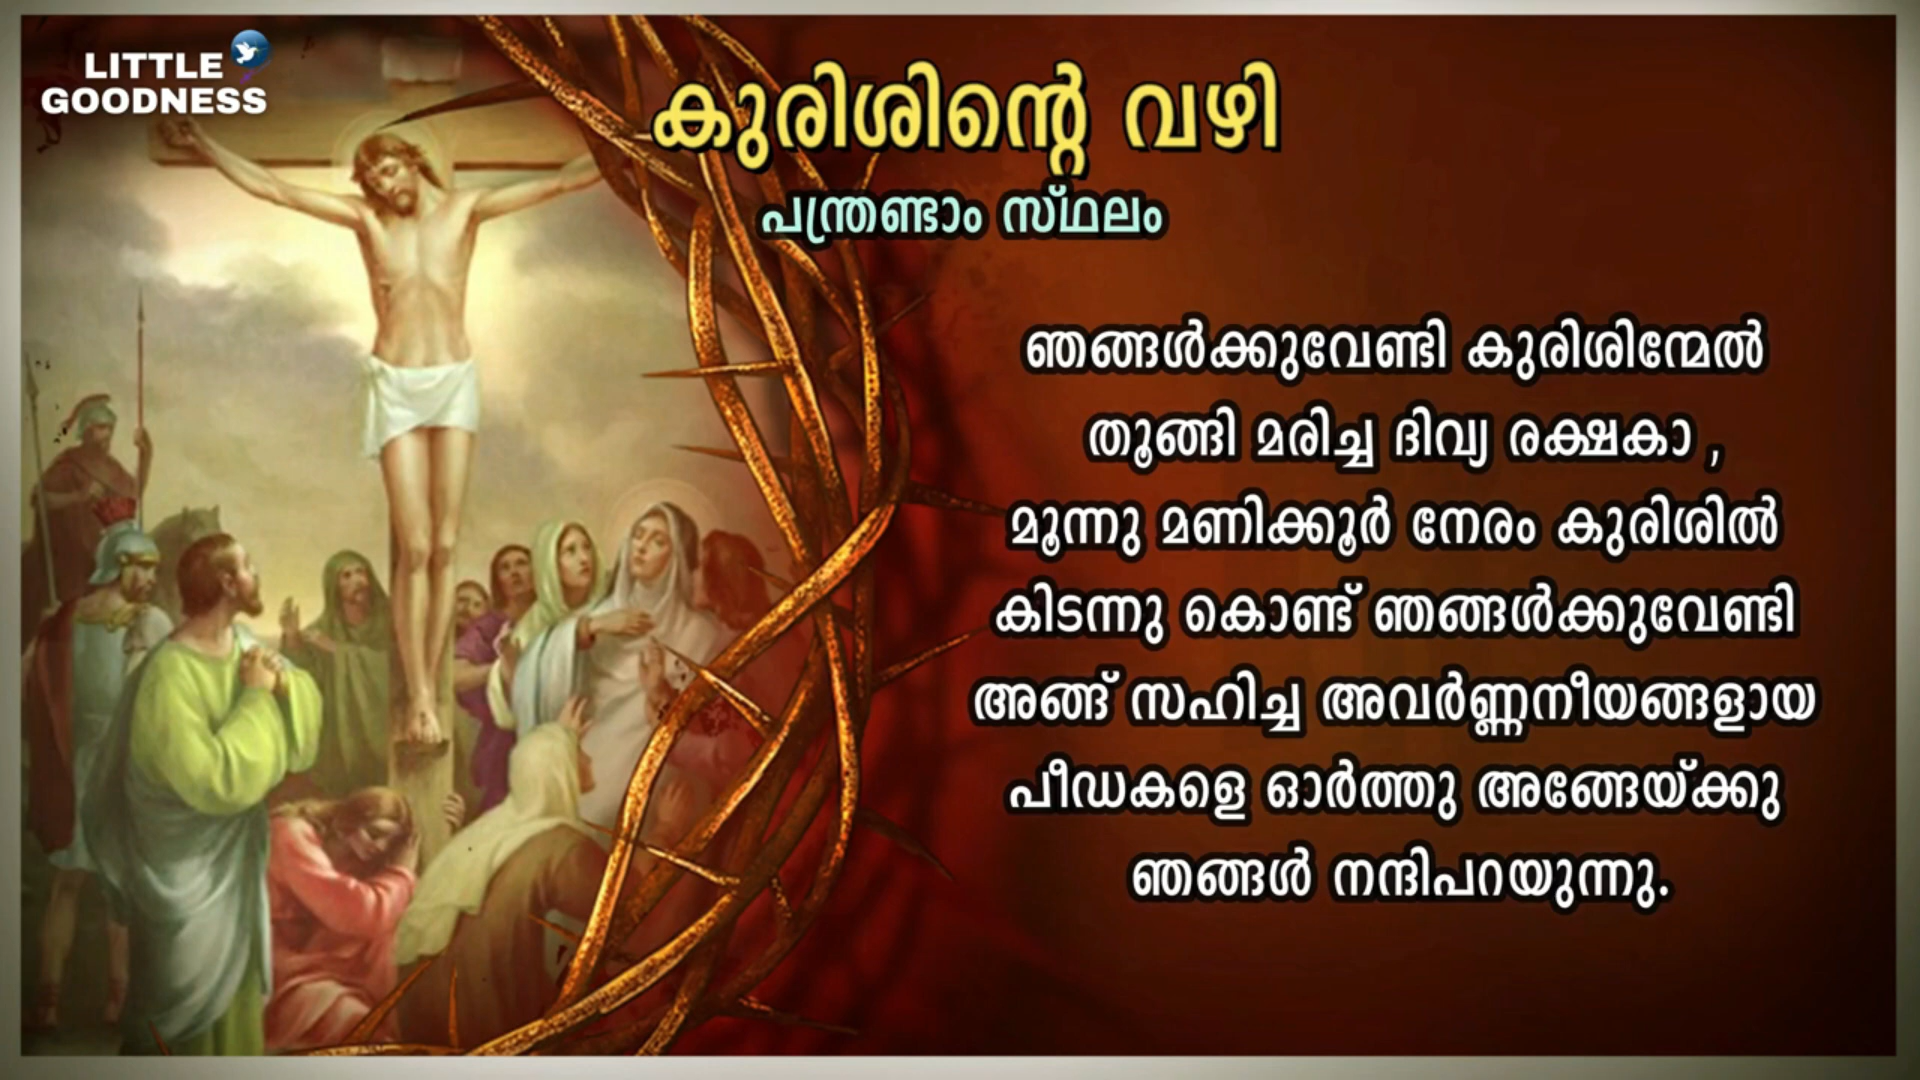 LITTLE
GOODNESS
കുരിശിന്റെ വഴി
പന്ത്രണ്ടാം സ്ഥലം
ഞങ്ങൾക്കുവേണ്ടി കുരിശിന്മേൽ
തൂങ്ങി മരിച്ച ദിവ്യ രക്ഷകാ ,
മൂന്നു മണിക്കൂർ നേരം കുരിശിൽ
കിടന്നു കൊണ്ട് ഞങ്ങൾക്കുവേണ്ടി
അങ്ങ് സഹിച്ച അവർണ്ണനീയങ്ങളായ
പീഡകളെ ഓർത്തു അങ്ങേയ്ക്കു
ഞങ്ങൾ നന്ദിപറയുന്നു.